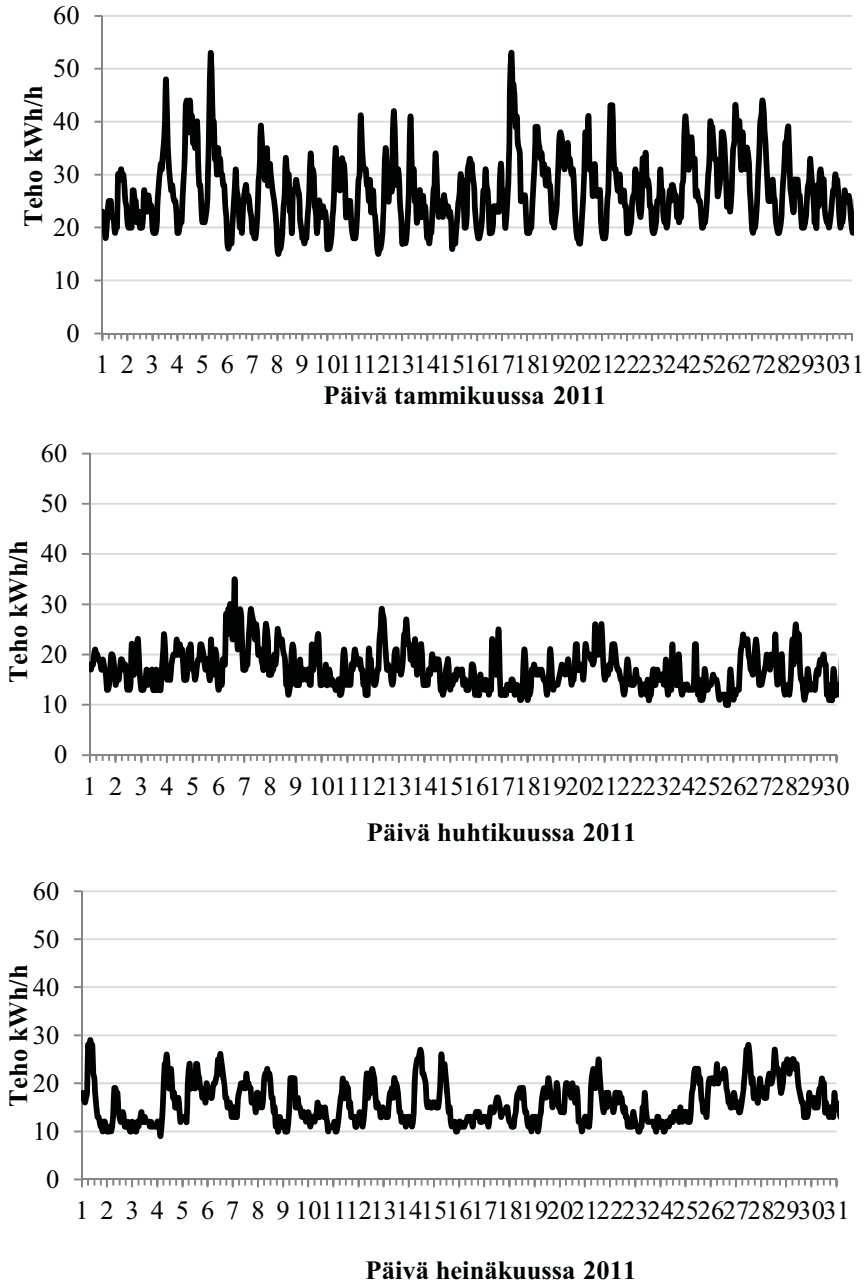 60
50
40
30
20
10
0
Teho kWh/h
1 2 3 4 5 6 7 8 9 10111213141516171819202122232425262728293031
Päivä tammikuussa 2011
60
50
40
30
20
10
0
Teho kWh/h
1 2 3 4 5 6 7 8 9 101112131415161718192021222324252627282930
Päivä huhtikuussa 2011
60
50
40
30
20
10
0
Teho kWh/h
1 2 3 4 5 6 7 8 9 10111213141516171819202122232425262728293031
Päivä heinäkuussa 2011